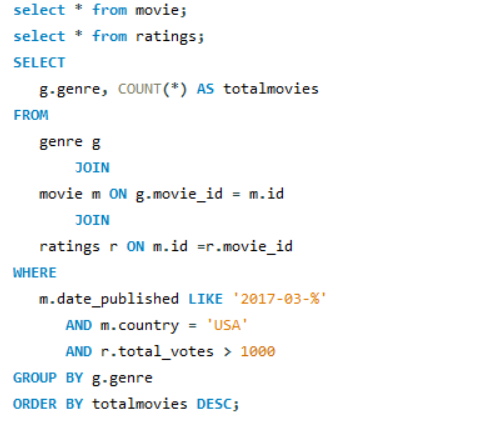 select * from movie;
select * from ratings;
SELECT
g.genre, COUNT(*) AS totalmovies
FROM
genre g
JOIN
movie m ON g.movie_id = m.id
JOIN
ratings r ON m.id =r.movie_id
WHERE
m.date_published LIKE '2017-03-%'
AND m.country = 'USA'
AND r.total_votes > 1000
GROUP BY g.genre
ORDER BY totalmovies DESC;